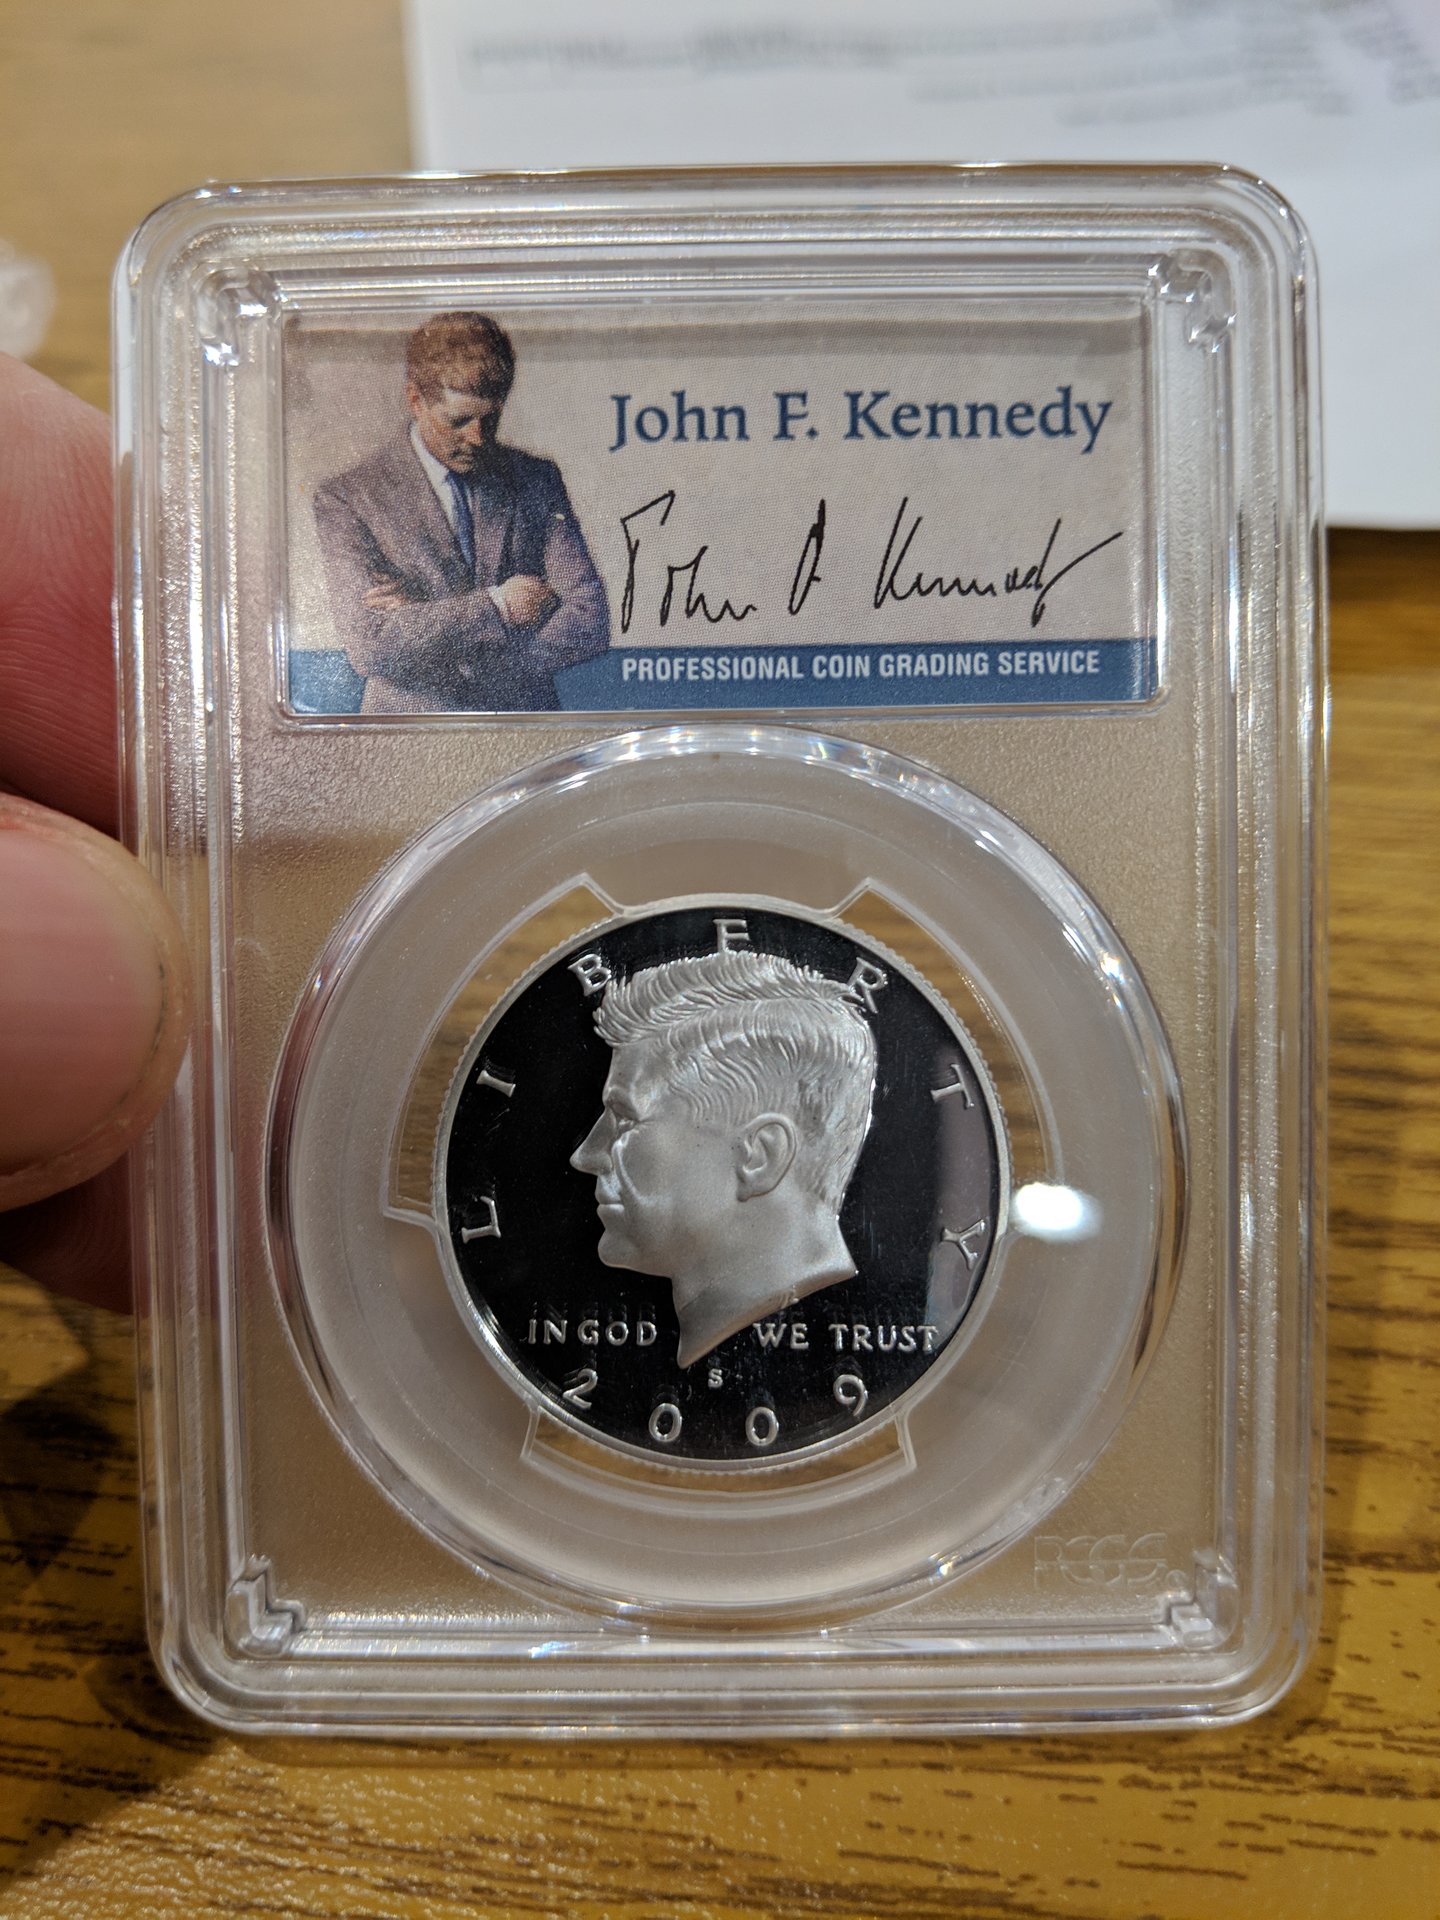 John F. Kennedy
John F Kennedy
PROFESSIONAL COIN GRADING SERVICE
LIBERTY
IN GOD WE TRUST
S
2009
PCGS